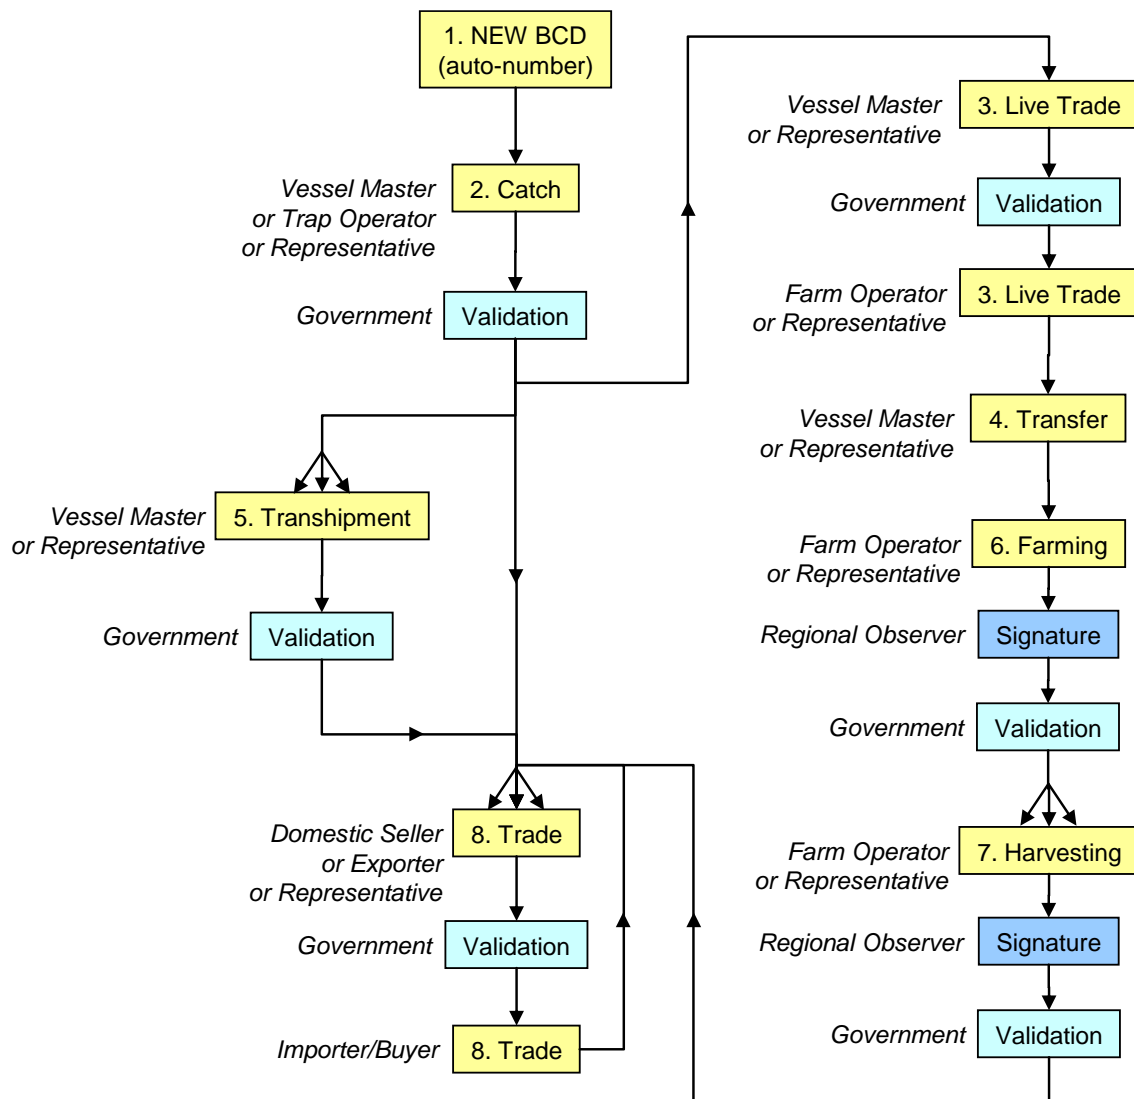 1. NEW BCD
(auto-number)
Vessel Master
or Trap Operator
or Representative
2. Catch
Government
Validation
Vessel Master
or Representative
5. Transhipment
Government
Validation
Domestic Seller
or Exporter
or Representative
8. Trade
Government
Validation
Importer/Buyer
8. Trade
Vessel Master
or Representative
3. Live Trade
Government
Validation
Farm Operator
or Representative
3. Live Trade
Vessel Master
or Representative
4. Transfer
Farm Operator
or Representative
6. Farming
Regional Observer
Signature
Government
Validation
Farm Operator
or Representative
7. Harvesting
Regional Observer
Signature
Government
Validation